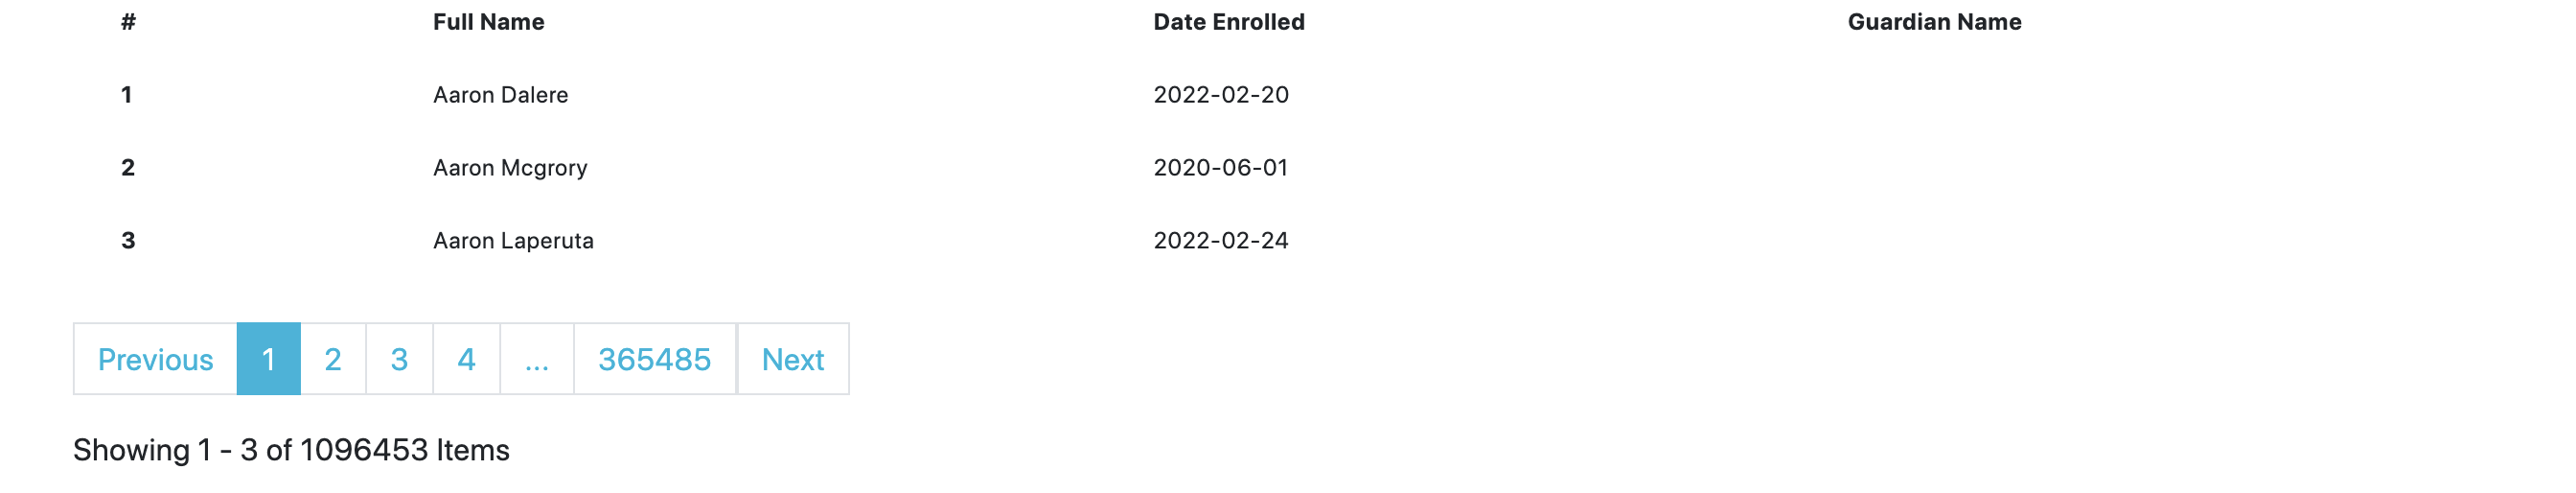 # Full Name Date Enrolled Guardian Name
1 Aaron Dalere 2022-02-20
2 Aaron Mcgrory 2020-06-01
3 Aaron Laperuta 2022-02-24
Previous 1 2 3 4 ... 365485 Next
Showing 1 - 3 of 1096453 Items